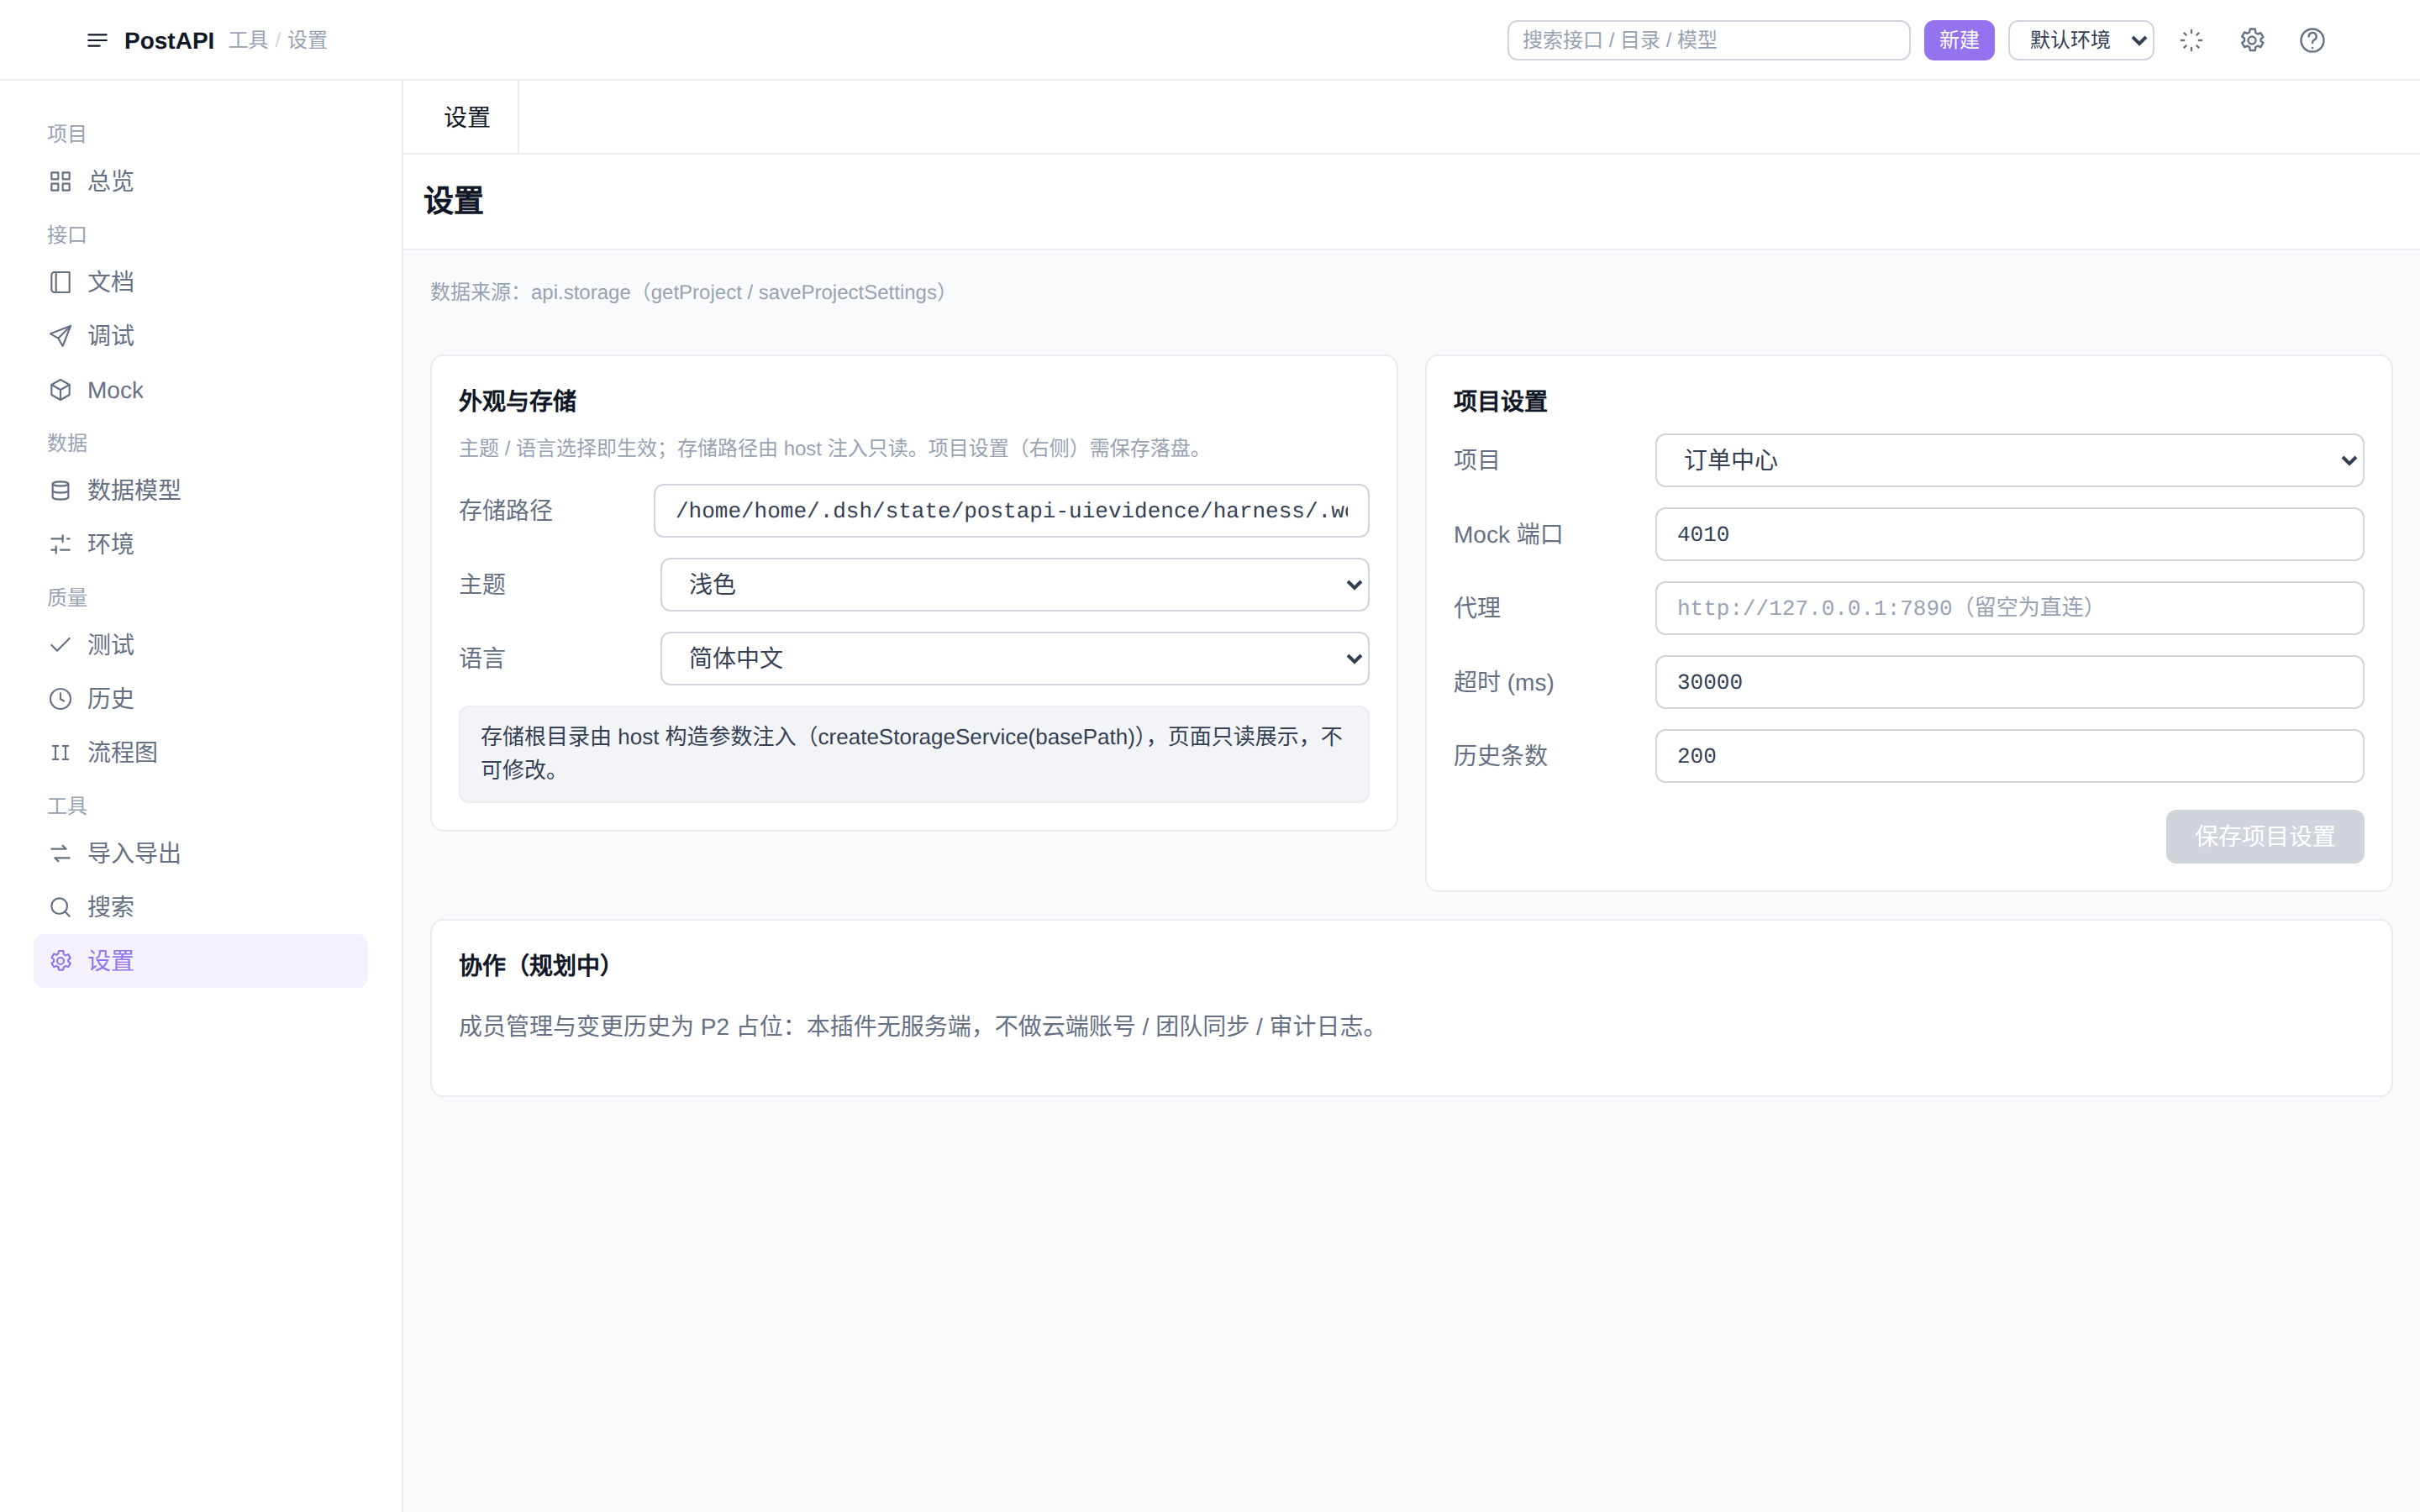 PostAPI 工具 / 设置
搜索接口 / 目录 / 模型
新建
默认环境
项目
总览
接口
文档
调试
Mock
数据
数据模型
环境
质量
测试
历史
流程图
工具
导入导出
搜索
设置
设置
设置
数据来源：api.storage（getProject / saveProjectSettings）
外观与存储
主题 / 语言选择即生效；存储路径由 host 注入只读。项目设置（右侧）需保存落盘。
存储路径
/home/home/.dsh/state/postapi-uievidence/harness/.wo
主题
浅色
语言
简体中文
存储根目录由 host 构造参数注入（createStorageService(basePath)），页面只读展示，不
可修改。
项目设置
项目
订单中心
Mock 端口
4010
代理
http://127.0.0.1:7890（留空为直连）
超时 (ms)
30000
历史条数
200
保存项目设置
协作（规划中）
成员管理与变更历史为 P2 占位：本插件无服务端，不做云端账号 / 团队同步 / 审计日志。